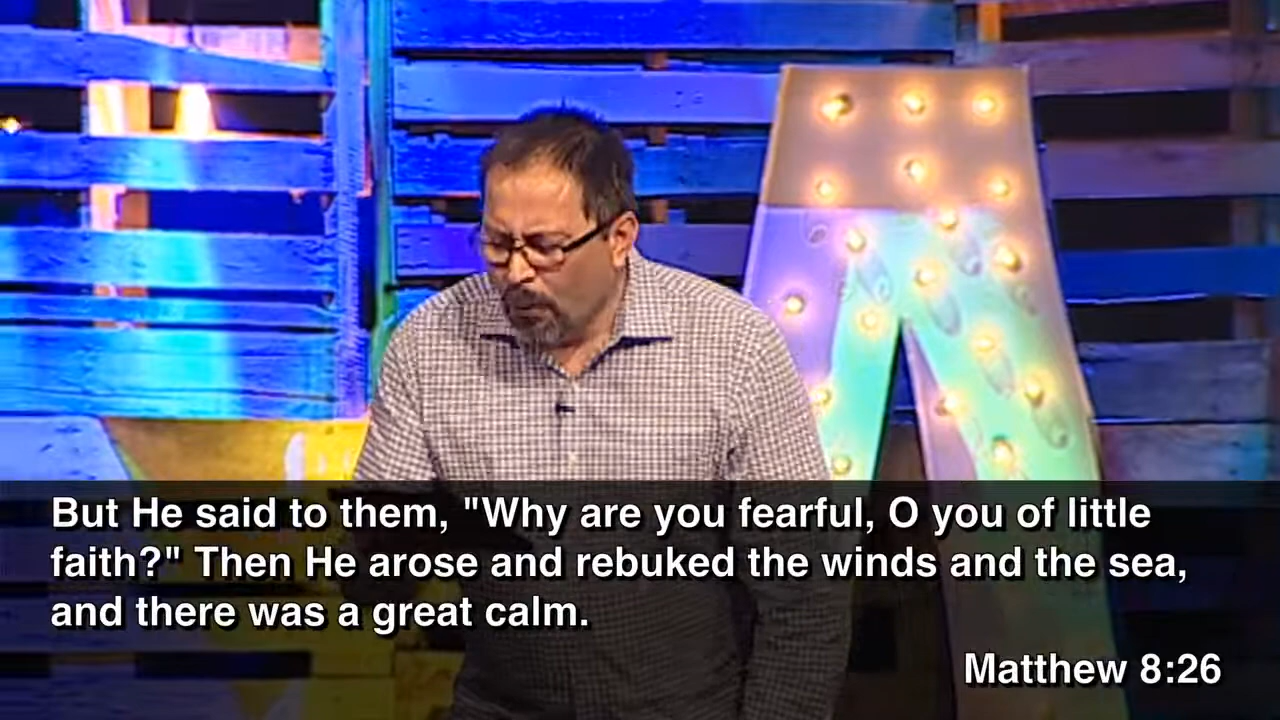 But He said to them, "Why are you fearful, O you of little
faith?" Then He arose and rebuked the winds and the sea,
and there was a great calm.
Matthew 8:26